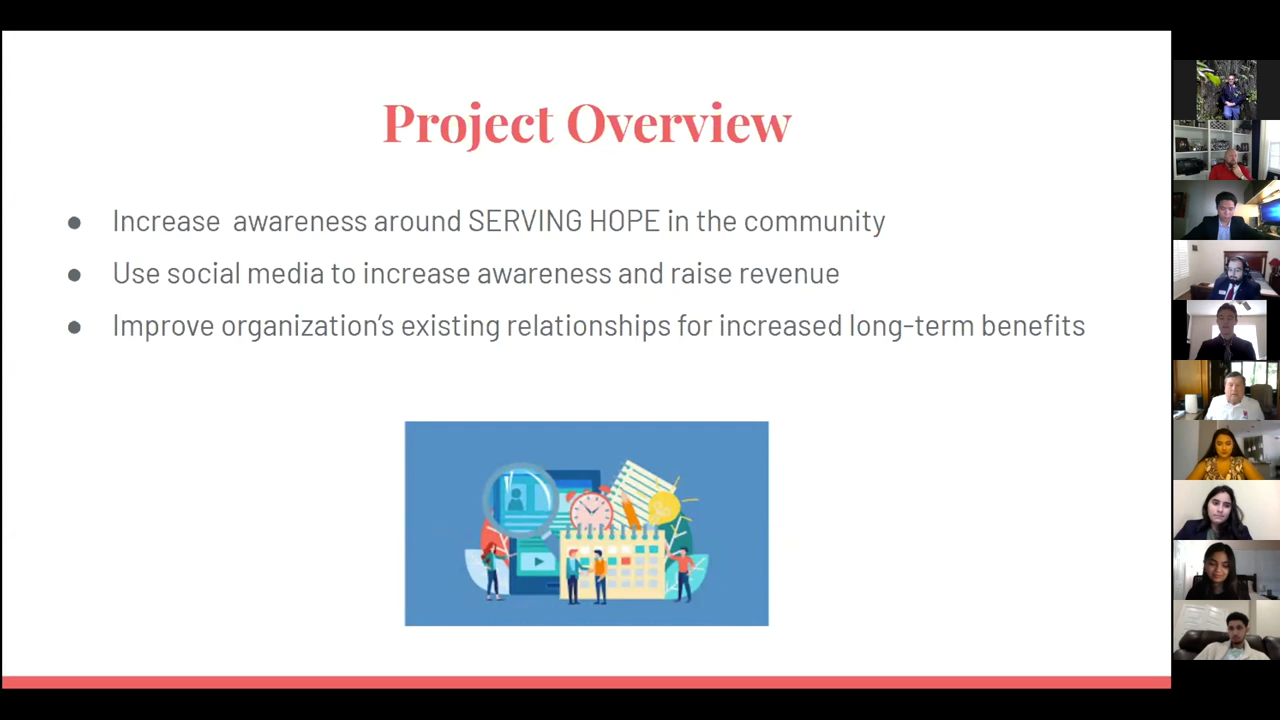 Project Overview
● Increase  awareness around SERVING HOPE in the community
● Use social media to increase awareness and raise revenue
● Improve organization’s existing relationships for increased long-term benefits